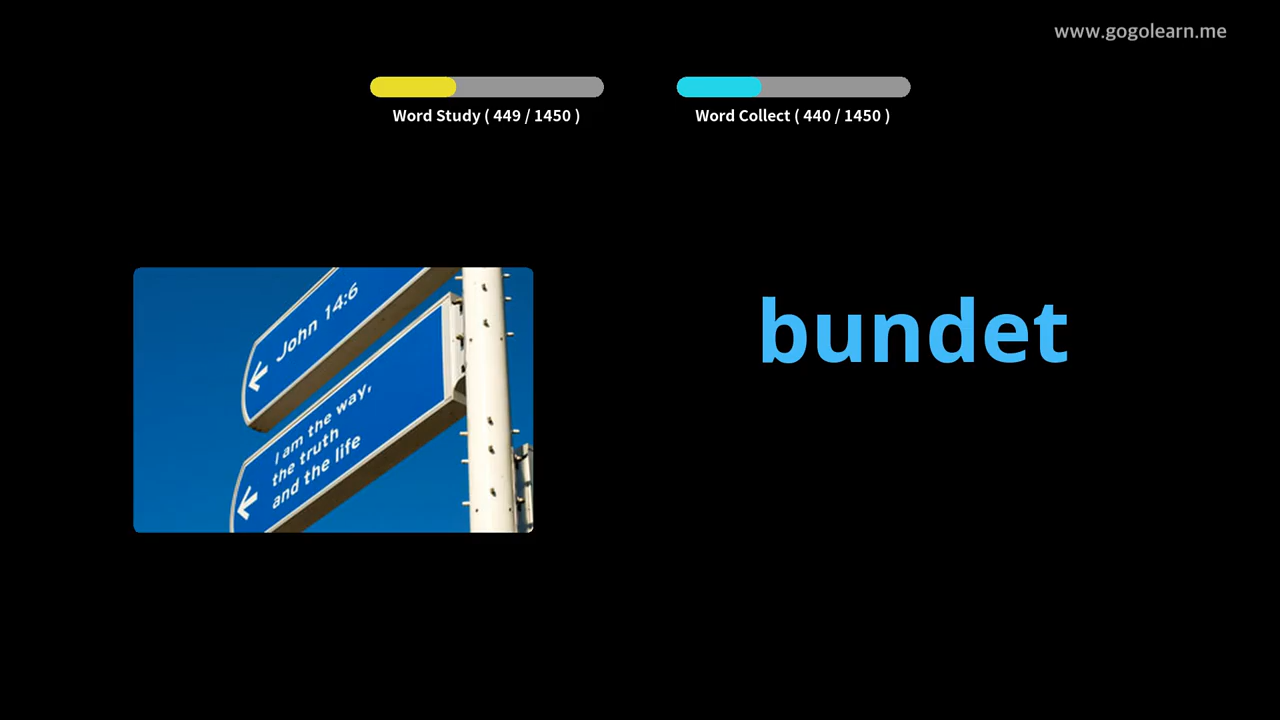 www.gogolearn.me
Word Study ( 449 / 1450 )
Word Collect ( 440 / 1450 )
John 14:6
I am the way,
the truth
and the life
bundet